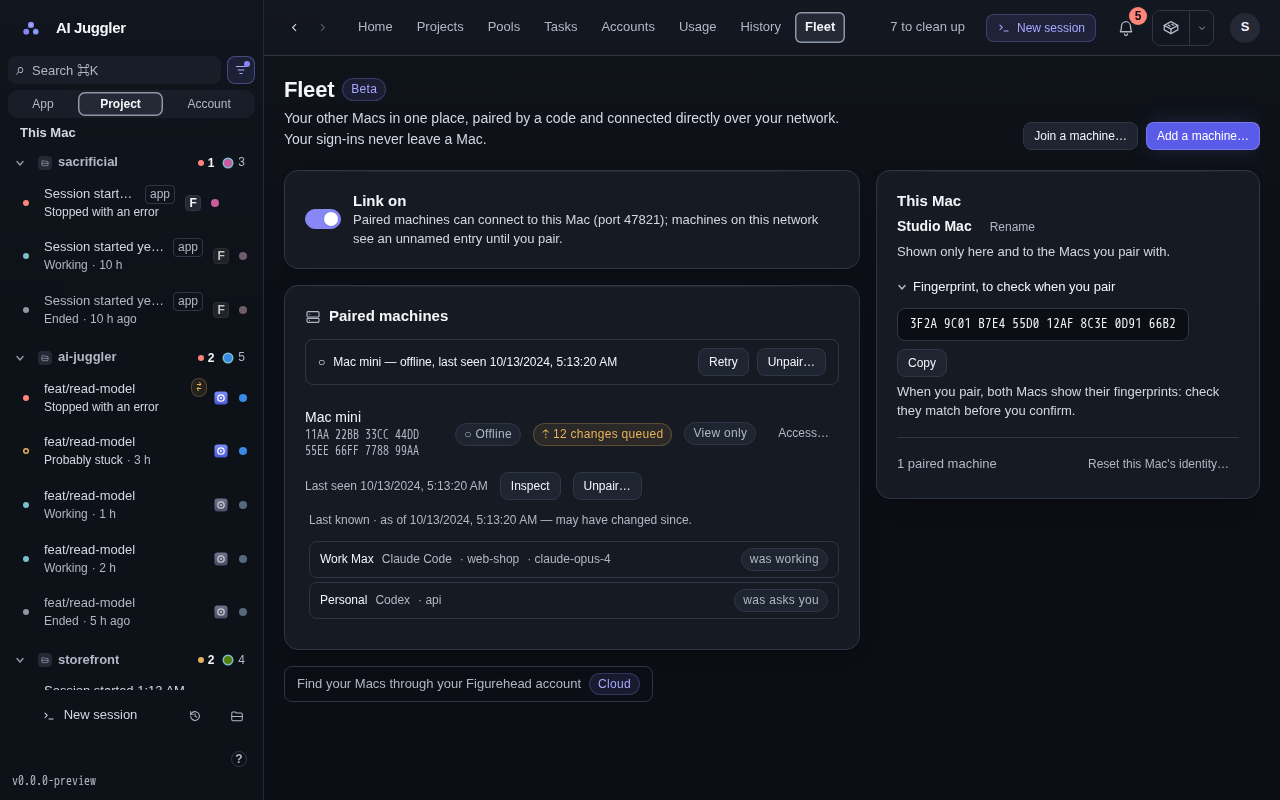 AI Juggler
Search ⌘K
App Project Account
This Mac
sacrificial 1 3
Session start… app F
Stopped with an error
Session started ye… app F
Working · 10 h
Session started ye… app F
Ended · 10 h ago
ai-juggler 2 5
feat/read-model
Stopped with an error
feat/read-model
Probably stuck · 3 h
feat/read-model
Working · 1 h
feat/read-model
Working · 2 h
feat/read-model
Ended · 5 h ago
storefront 2 4
Session started 1:13 AM
New session
?
v0.0.0-preview
Home Projects Pools Tasks Accounts Usage History Fleet 7 to clean up New session 5 S
Fleet Beta
Your other Macs in one place, paired by a code and connected directly over your network.
Your sign-ins never leave a Mac.
Join a machine… Add a machine…
Link on
Paired machines can connect to this Mac (port 47821); machines on this network
see an unnamed entry until you pair.
Paired machines
Mac mini — offline, last seen 10/13/2024, 5:13:20 AM Retry Unpair…
Mac mini
11AA 22BB 33CC 44DD
55EE 66FF 7788 99AA
Offline 12 changes queued View only Access…
Last seen 10/13/2024, 5:13:20 AM Inspect Unpair…
Last known · as of 10/13/2024, 5:13:20 AM — may have changed since.
Work Max Claude Code · web-shop · claude-opus-4 was working
Personal Codex · api was asks you
Find your Macs through your Figurehead account Cloud
This Mac
Studio Mac Rename
Shown only here and to the Macs you pair with.
Fingerprint, to check when you pair
3F2A 9C01 B7E4 55D0 12AF 8C3E 0D91 66B2
Copy
When you pair, both Macs show their fingerprints: check
they match before you confirm.
1 paired machine Reset this Mac's identity…